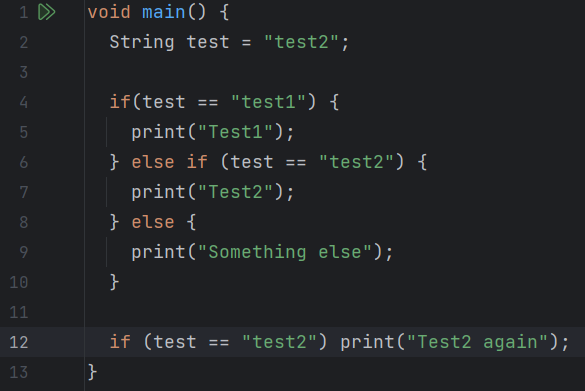 1 void main() {
2 String test = "test2";
3
4 if(test == "test1") {
5 print("Test1");
6 } else if (test == "test2") {
7 print("Test2");
8 } else {
9 print("Something else");
10 }
11
12 if (test == "test2") print("Test2 again");
13 }